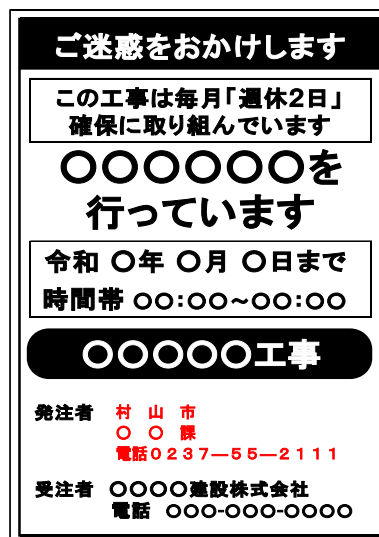 ご迷惑をおかけします
この工事は毎月「週休2日」
確保に取り組んでいます
〇〇〇〇〇〇を
行っています
令和 〇年 〇月 〇日まで
時間帯 〇〇:〇〇~〇〇:〇〇
〇〇〇〇〇工事
発注者 村 山 市
〇 〇 課
電話０２３７―５５―２１１１
受注者 〇〇〇〇建設株式会社
電話 〇〇〇-〇〇〇-〇〇〇〇